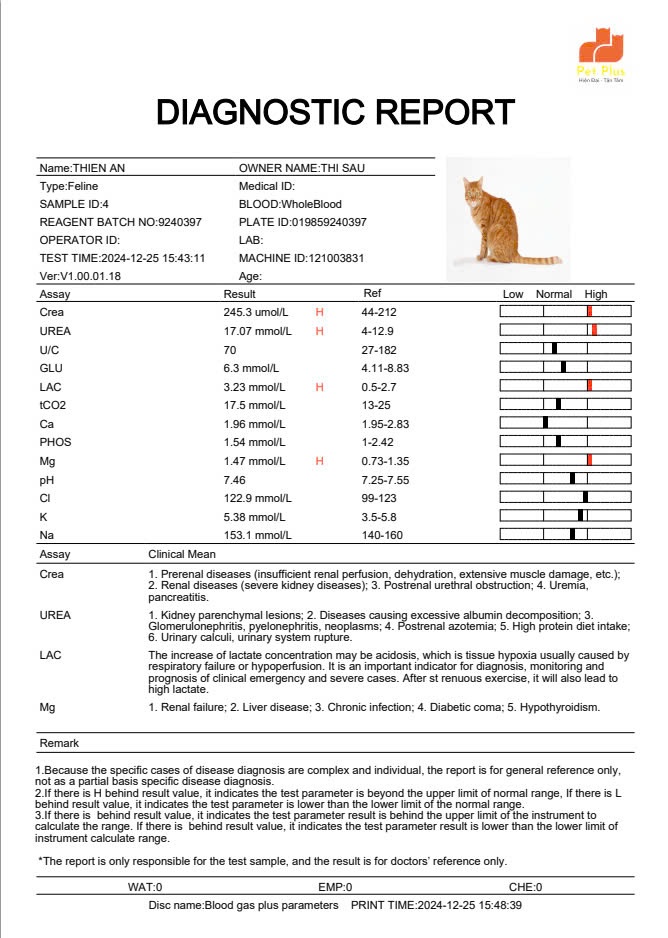 Pet Plus
Hiện Đại - Tận Tâm
DIAGNOSTIC REPORT
Name:THIEN AN OWNER NAME:THI SAU
Type:Feline Medical ID:
SAMPLE ID:4 BLOOD:WholeBlood
REAGENT BATCH NO:9240397 PLATE ID:019859240397
OPERATOR ID: LAB:
TEST TIME:2024-12-25 15:43:11 MACHINE ID:121003831
Ver:V1.00.01.18 Age:
Assay Result Ref Low Normal High
Crea 245.3 umol/L H 44-212
UREA 17.07 mmol/L H 4-12.9
U/C 70 27-182
GLU 6.3 mmol/L 4.11-8.83
LAC 3.23 mmol/L H 0.5-2.7
tCO2 17.5 mmol/L 13-25
Ca 1.96 mmol/L 1.95-2.83
PHOS 1.54 mmol/L 1-2.42
Mg 1.47 mmol/L H 0.73-1.35
pH 7.46 7.25-7.55
Cl 122.9 mmol/L 99-123
K 5.38 mmol/L 3.5-5.8
Na 153.1 mmol/L 140-160
Assay Clinical Mean
Crea 1. Prerenal diseases (insufficient renal perfusion, dehydration, extensive muscle damage, etc.);
2. Renal diseases (severe kidney diseases); 3. Postrenal urethral obstruction; 4. Uremia,
pancreatitis.
UREA 1. Kidney parenchymal lesions; 2. Diseases causing excessive albumin decomposition; 3.
Glomerulonephritis, pyelonephritis, neoplasms; 4. Postrenal azotemia; 5. High protein diet intake;
6. Urinary calculi, urinary system rupture.
LAC The increase of lactate concentration may be acidosis, which is tissue hypoxia usually caused by
respiratory failure or hypoperfusion. It is an important indicator for diagnosis, monitoring and
prognosis of clinical emergency and severe cases. After st renuous exercise, it will also lead to
high lactate.
Mg 1. Renal failure; 2. Liver disease; 3. Chronic infection; 4. Diabetic coma; 5. Hypothyroidism.
Remark
1.Because the specific cases of disease diagnosis are complex and individual, the report is for general reference only,
not as a partial basis specific disease diagnosis.
2.If there is H behind result value, it indicates the test parameter is beyond the upper limit of normal range, If there is L
behind result value, it indicates the test parameter is lower than the lower limit of the normal range.
3.If there is behind result value, it indicates the test parameter result is behind the upper limit of the instrument to
calculate the range. If there is behind result value, it indicates the test parameter result is lower than the lower limit of
instrument calculate range.
*The report is only responsible for the test sample, and the result is for doctors' reference only.
WAT:0 EMP:0 CHE:0
Disc name:Blood gas plus parameters PRINT TIME:2024-12-25 15:48:39